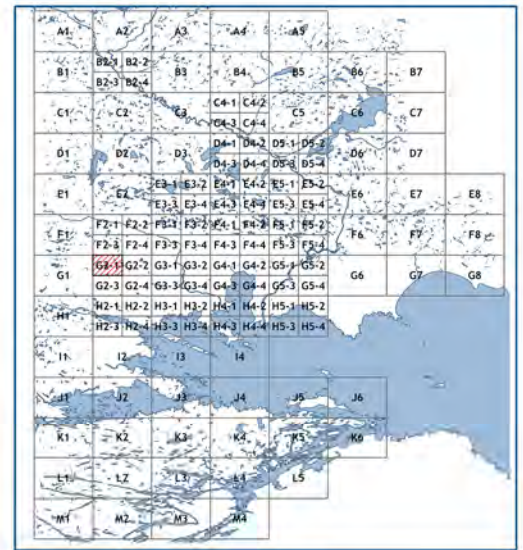 A1 A2 A3 A4 A5
B2-1 B2-2
B1 B3 B4 B5 B6 B7
B2-3 B2-4
C4-1 C4-2
C1 C2 C3 C5 C6 C7
C4-3 C4-4
D4-1 D4-2 D5-1 D5-2
D1 D2 D3 D6 D7
D4-3 D4-4 D5-3 D5-4
E3-1 E3-2 E4-1 E4-2 E5-1 E5-2
E1 E2 E6 E7 E8
E3-3 E3-4 E4-3 E4-4 E5-3 E5-4
F2-1 F2-2 F3-1 F3-2 F4-1 F4-2 F5-1 F5-2
F1 F6 F7 F8
F2-3 F2-4 F3-3 F3-4 F4-3 F4-4 F5-3 F5-4
G3-1 G2-2 G3-1 G3-2 G4-1 G4-2 G5-1 G5-2
G1 G6 G7 G8
G2-3 G2-4 G3-3 G3-4 G4-3 G4-4 G5-3 G5-4
H2-1 H2-2 H3-1 H3-2 H4-1 H4-2 H5-1 H5-2
H1
H2-3 H2-4 H3-3 H3-4 H4-3 H4-4 H5-3 H5-4
I1 I2 I3 I4
J1 J2 J3 J4 J5 J6
K1 K2 K3 K4 K5 K6
L1 L2 L3 L4 L5
M1 M2 M3 M4